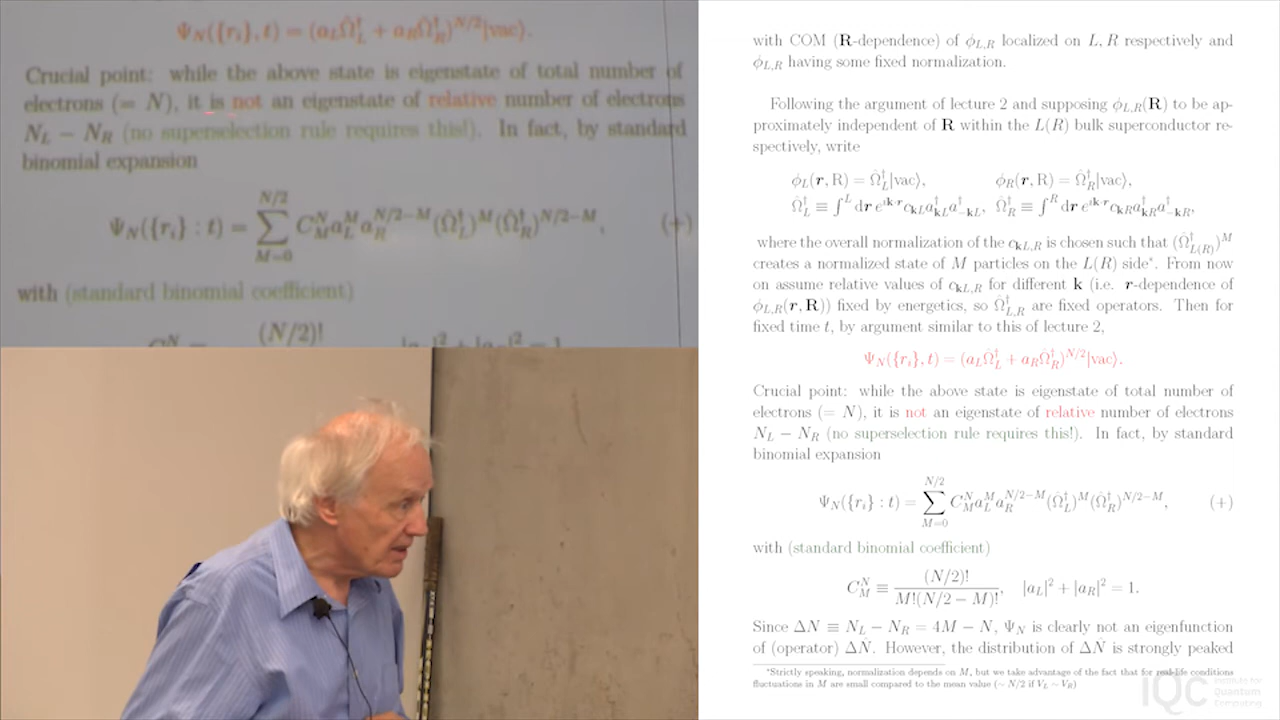 Ψ_N({r_i}, t) = (a_L Ω̂_L^† + a_R Ω̂_R^†)^{N/2}|vac⟩.
Crucial point: while the above state is eigenstate of total number of
electrons (= N), it is not an eigenstate of relative number of electrons
N_L − N_R (no superselection rule requires this!). In fact, by standard
binomial expansion
Ψ_N({r_i} : t) = ∑_{M=0}^{N/2} C_M^N a_L^M a_R^{N/2−M} (Ω̂_L^†)^M (Ω̂_R^†)^{N/2−M}, (+)
with (standard binomial coefficient)
(N/2)!
with COM (R-dependence) of ϕ_{L,R} localized on L, R respectively and
ϕ_{L,R} having some fixed normalization.
Following the argument of lecture 2 and supposing ϕ_{L,R}(R) to be ap-
proximately independent of R within the L(R) bulk superconductor re-
spectively, write
ϕ_L(r, R) = Ω̂_L^†|vac⟩, ϕ_R(r, R) = Ω̂_R^†|vac⟩,
Ω̂_L^† ≡ ∫^L dr e^{ik·r} c_{kL} a_{kL}^† a_{−kL}^†, Ω̂_R^† ≡ ∫^R dr e^{ik·r} c_{kR} a_{kR}^† a_{−kR}^†,
where the overall normalization of the c_{kL,R} is chosen such that (Ω̂_{L(R)}^†)^M
creates a normalized state of M particles on the L(R) side*. From now
on assume relative values of c_{kL,R} for different k (i.e. r-dependence of
ϕ_{L,R}(r, R)) fixed by energetics, so Ω̂_{L,R}^† are fixed operators. Then for
fixed time t, by argument similar to this of lecture 2,
Ψ_N({r_i}, t) = (a_L Ω̂_L^† + a_R Ω̂_R^†)^{N/2}|vac⟩.
Crucial point: while the above state is eigenstate of total number of
electrons (= N), it is not an eigenstate of relative number of electrons
N_L − N_R (no superselection rule requires this!). In fact, by standard
binomial expansion
Ψ_N({r_i} : t) = ∑_{M=0}^{N/2} C_M^N a_L^M a_R^{N/2−M} (Ω̂_L^†)^M (Ω̂_R^†)^{N/2−M}, (+)
with (standard binomial coefficient)
C_M^N ≡ (N/2)! / M!(N/2 − M)!, |a_L|^2 + |a_R|^2 = 1.
Since ΔN ≡ N_L − N_R = 4M − N, Ψ_N is clearly not an eigenfunction
of (operator) ΔN̂. However, the distribution of ΔN̂ is strongly peaked
*Strictly speaking, normalization depends on M, but we take advantage of the fact that for real-life conditions
fluctuations in M are small compared to the mean value (∼ N/2 if V_L ∼ V_R)
IQC Institute for
Quantum
Computing